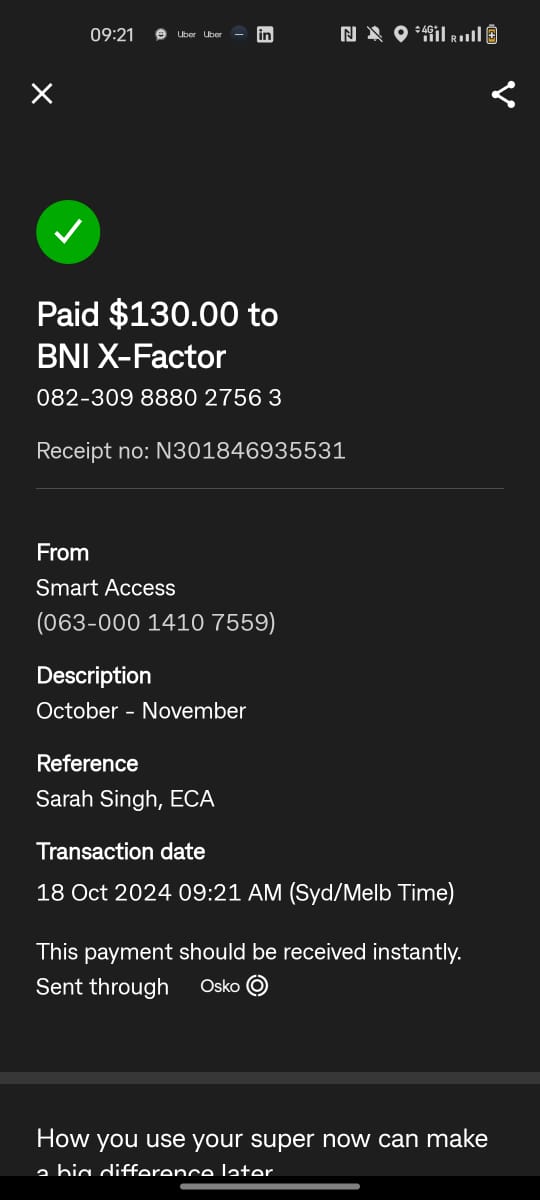 09:21 Uber Uber in 4G+ R
Paid $130.00 to
BNI X-Factor
082-309 8880 2756 3
Receipt no: N301846935531
From
Smart Access
(063-000 1410 7559)
Description
October - November
Reference
Sarah Singh, ECA
Transaction date
18 Oct 2024 09:21 AM (Syd/Melb Time)
This payment should be received instantly.
Sent through Osko
How you use your super now can make
a big difference later